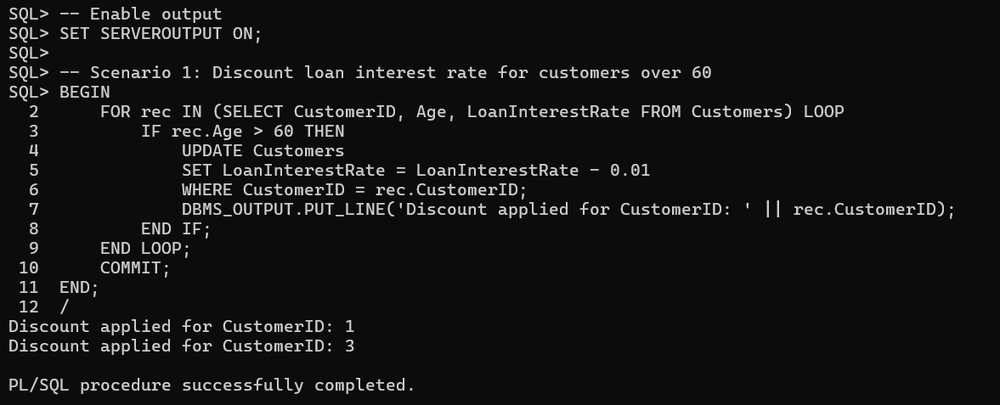 SQL> -- Enable output
SQL> SET SERVEROUTPUT ON;
SQL>
SQL> -- Scenario 1: Discount loan interest rate for customers over 60
SQL> BEGIN
  2      FOR rec IN (SELECT CustomerID, Age, LoanInterestRate FROM Customers) LOOP
  3          IF rec.Age > 60 THEN
  4              UPDATE Customers
  5              SET LoanInterestRate = LoanInterestRate - 0.01
  6              WHERE CustomerID = rec.CustomerID;
  7              DBMS_OUTPUT.PUT_LINE('Discount applied for CustomerID: ' || rec.CustomerID);
  8          END IF;
  9      END LOOP;
 10      COMMIT;
 11  END;
 12  /
Discount applied for CustomerID: 1
Discount applied for CustomerID: 3

PL/SQL procedure successfully completed.